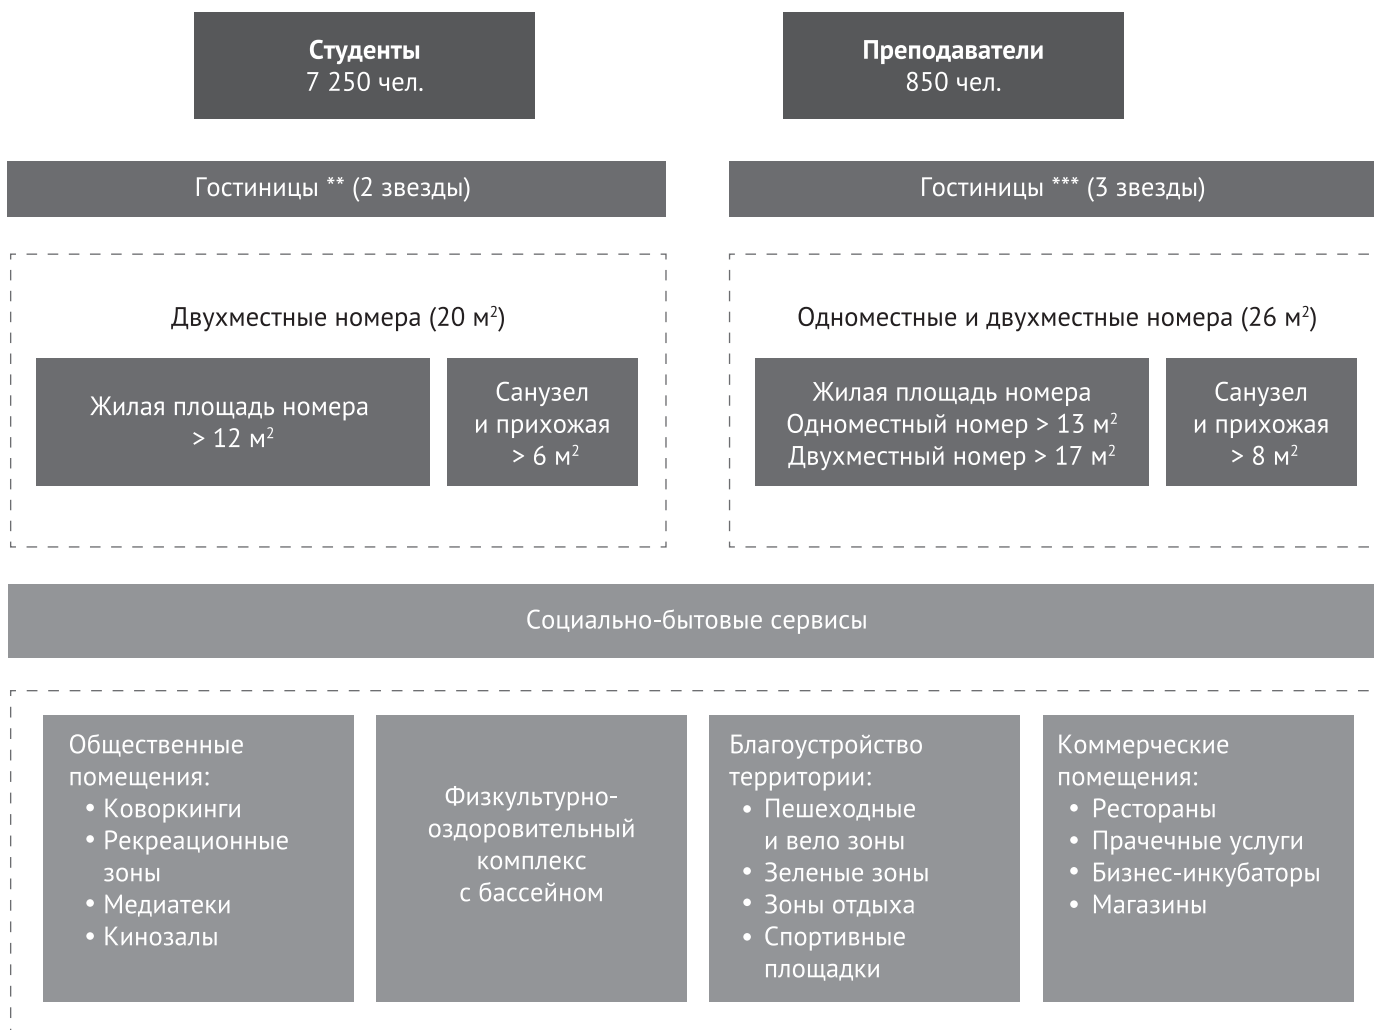 Студенты
7 250 чел.
Преподаватели
850 чел.
Гостиницы ** (2 звезды)
Гостиницы *** (3 звезды)
Двухместные номера (20 м²)
Жилая площадь номера
> 12 м²
Санузел
и прихожая
> 6 м²
Одноместные и двухместные номера (26 м²)
Жилая площадь номера
Одноместный номер > 13 м²
Двухместный номер > 17 м²
Санузел
и прихожая
> 8 м²
Социально-бытовые сервисы
Общественные
помещения:
• Коворкинги
• Рекреационные
зоны
• Медиатеки
• Кинозалы
Физкультурно-
оздоровительный
комплекс
с бассейном
Благоустройство
территории:
• Пешеходные
и вело зоны
• Зеленые зоны
• Зоны отдыха
• Спортивные
площадки
Коммерческие
помещения:
• Рестораны
• Прачечные услуги
• Бизнес-инкубаторы
• Магазины